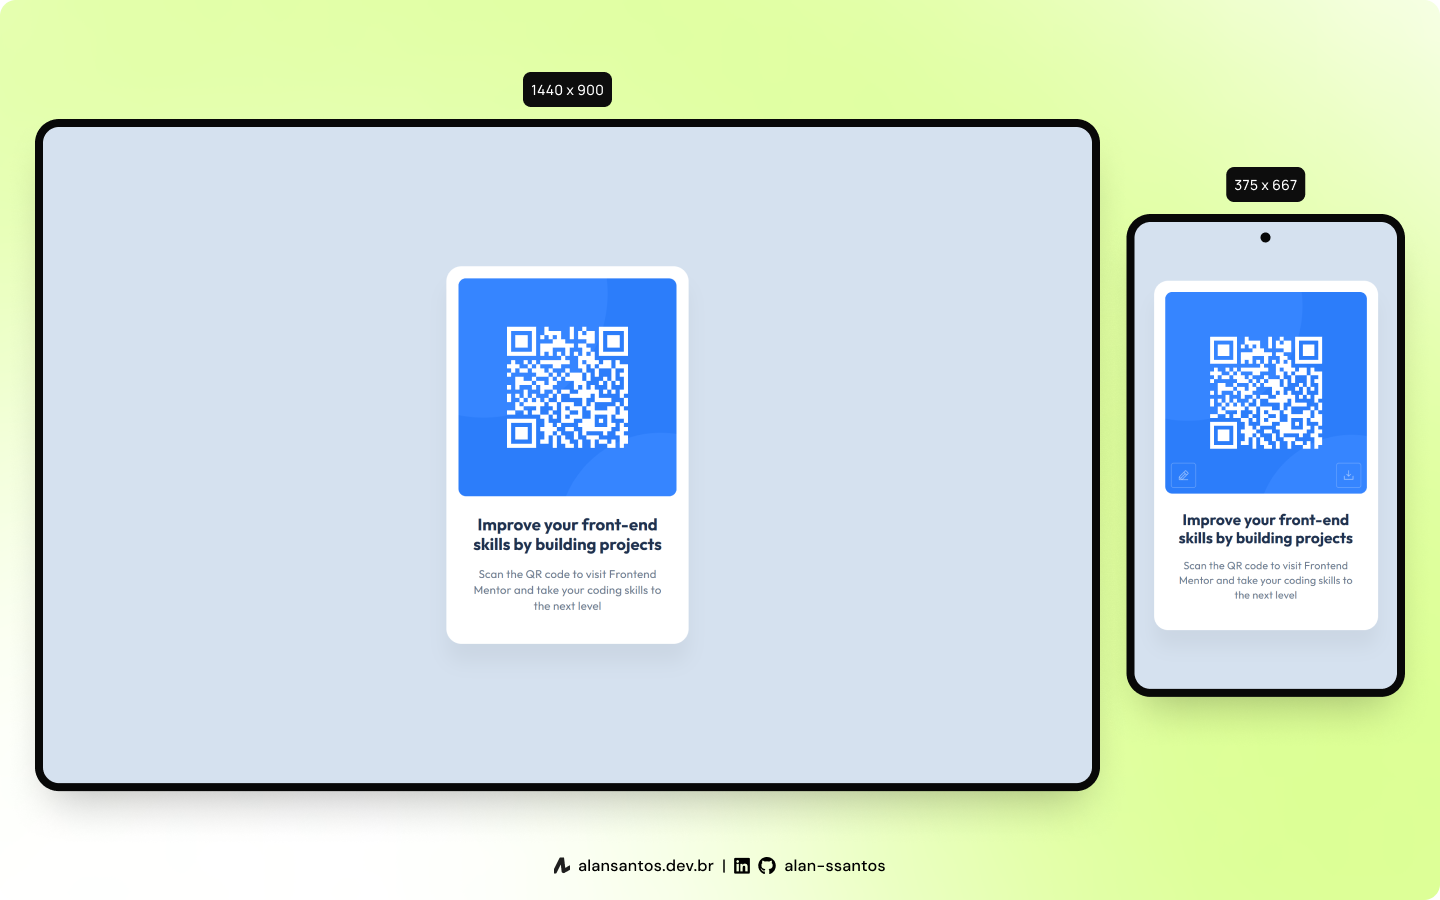 1440 x 900
Improve your front-end
skills by building projects
Scan the QR code to visit Frontend
Mentor and take your coding skills to
the next level
375 x 667
Improve your front-end
skills by building projects
Scan the QR code to visit Frontend
Mentor and take your coding skills to
the next level
alansantos.dev.br | in alan-ssantos